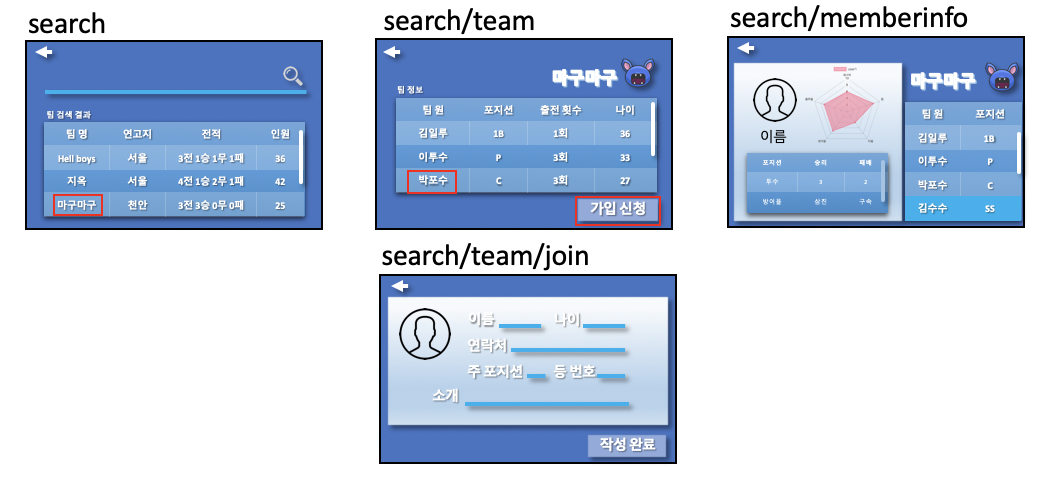 search
팀 검색 결과
팀 명 연고지 전적 인원
Hell boys 서울 3전 1승 1무 1패 36
지옥 서울 4전 1승 2무 1패 42
마구마구 천안 3전 3승 0무 0패 25
search/team
마구마구
팀 정보
팀 원 포지션 출전 횟수 나이
김일루 1B 1회 36
이투수 P 3회 33
박포수 C 3회 27
가입 신청
search/memberinfo
이름
포지션 승리 패배
투수 3 2
방어율 삼진 구속
마구마구
팀 원 포지션
김일루 1B
이투수 P
박포수 C
김수수 SS
search/team/join
이름 나이
연락처
주 포지션 등 번호
소개
작성 완료